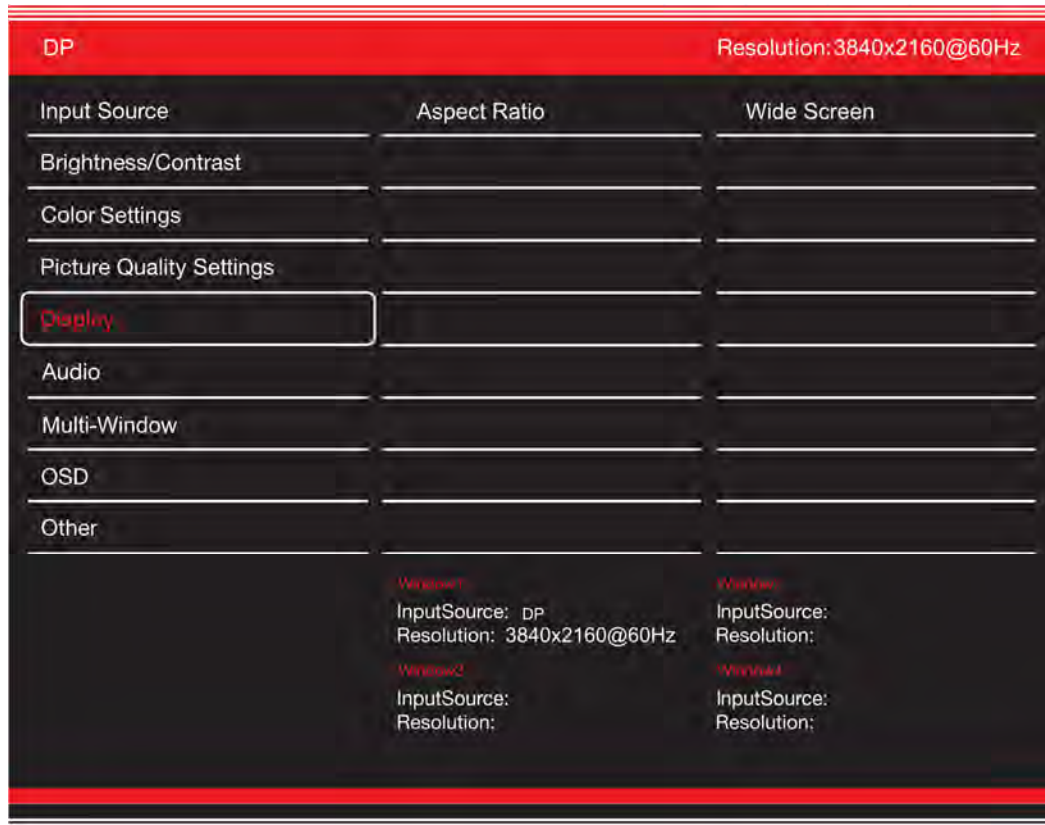 DP
Resolution:3840x2160@60Hz
Input Source
Aspect Ratio
Wide Screen
Brightness/Contrast
Color Settings
Picture Quality Settings
Display
Audio
Multi-Window
OSD
Other
InputSource: DP
Resolution: 3840x2160@60Hz
InputSource:
Resolution:
InputSource:
Resolution:
InputSource:
Resolution: